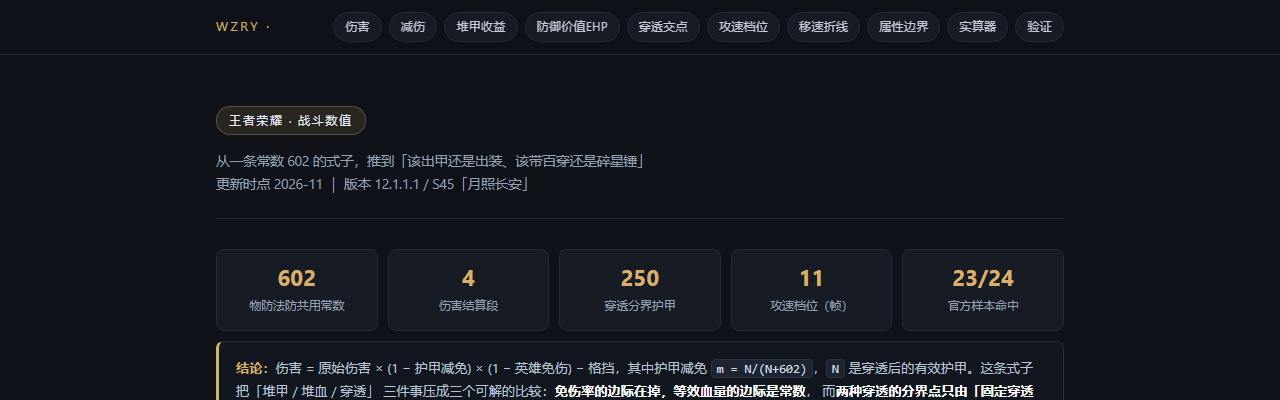 WZRY ·
伤害 减伤 堆甲收益 防御价值EHP 穿透交点 攻速档位 移速折线 属性边界 实算器 验证
王者荣耀 · 战斗数值
从一条常数 602 的式子，推到「该出甲还是出装、该带百穿还是碎星锤」
更新时点 2026-11 ｜ 版本 12.1.1.1 / S45「月照长安」
602 4 250 11 23/24
物防法防共用常数 伤害结算段 穿透分界护甲 攻速档位（帧） 官方样本命中
结论：伤害 = 原始伤害 × (1 − 护甲减免) × (1 − 英雄免伤) − 格挡，其中护甲减免 m = N/(N+602)，N 是穿透后的有效护甲。这条式子
把「堆甲 / 堆血 / 穿透」 三件事压成三个可解的比较：免伤率的边际在掉，等效血量的边际是常数， 而两种穿透的分界点只由「固定穿透